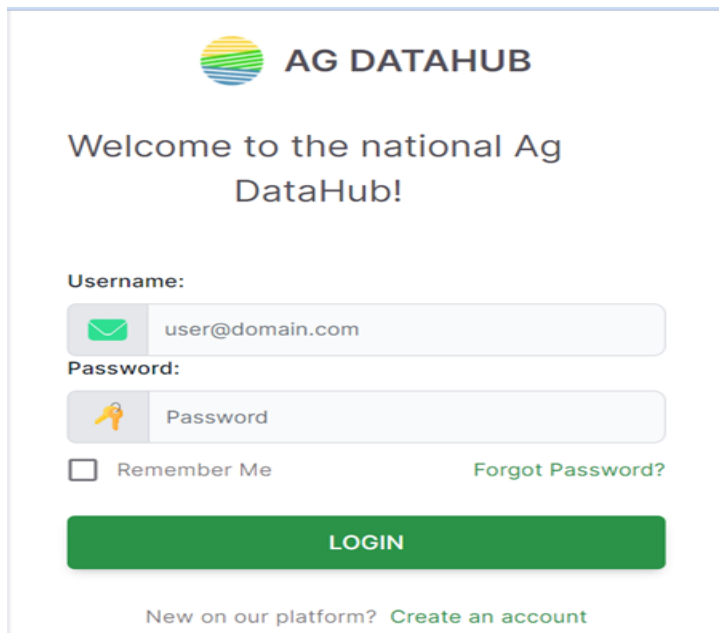 AG DATAHUB
Welcome to the national Ag
DataHub!
Username:
user@domain.com
Password:
Password
Remember Me
Forgot Password?
LOGIN
New on our platform? Create an account